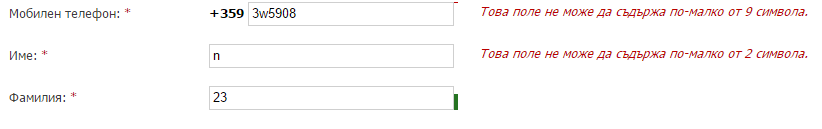 Мобилен телефон: * +359 3w5908 Това поле не може да съдържа по-малко от 9 символа.
Име: * n Това поле не може да съдържа по-малко от 2 символа.
Фамилия: * 23